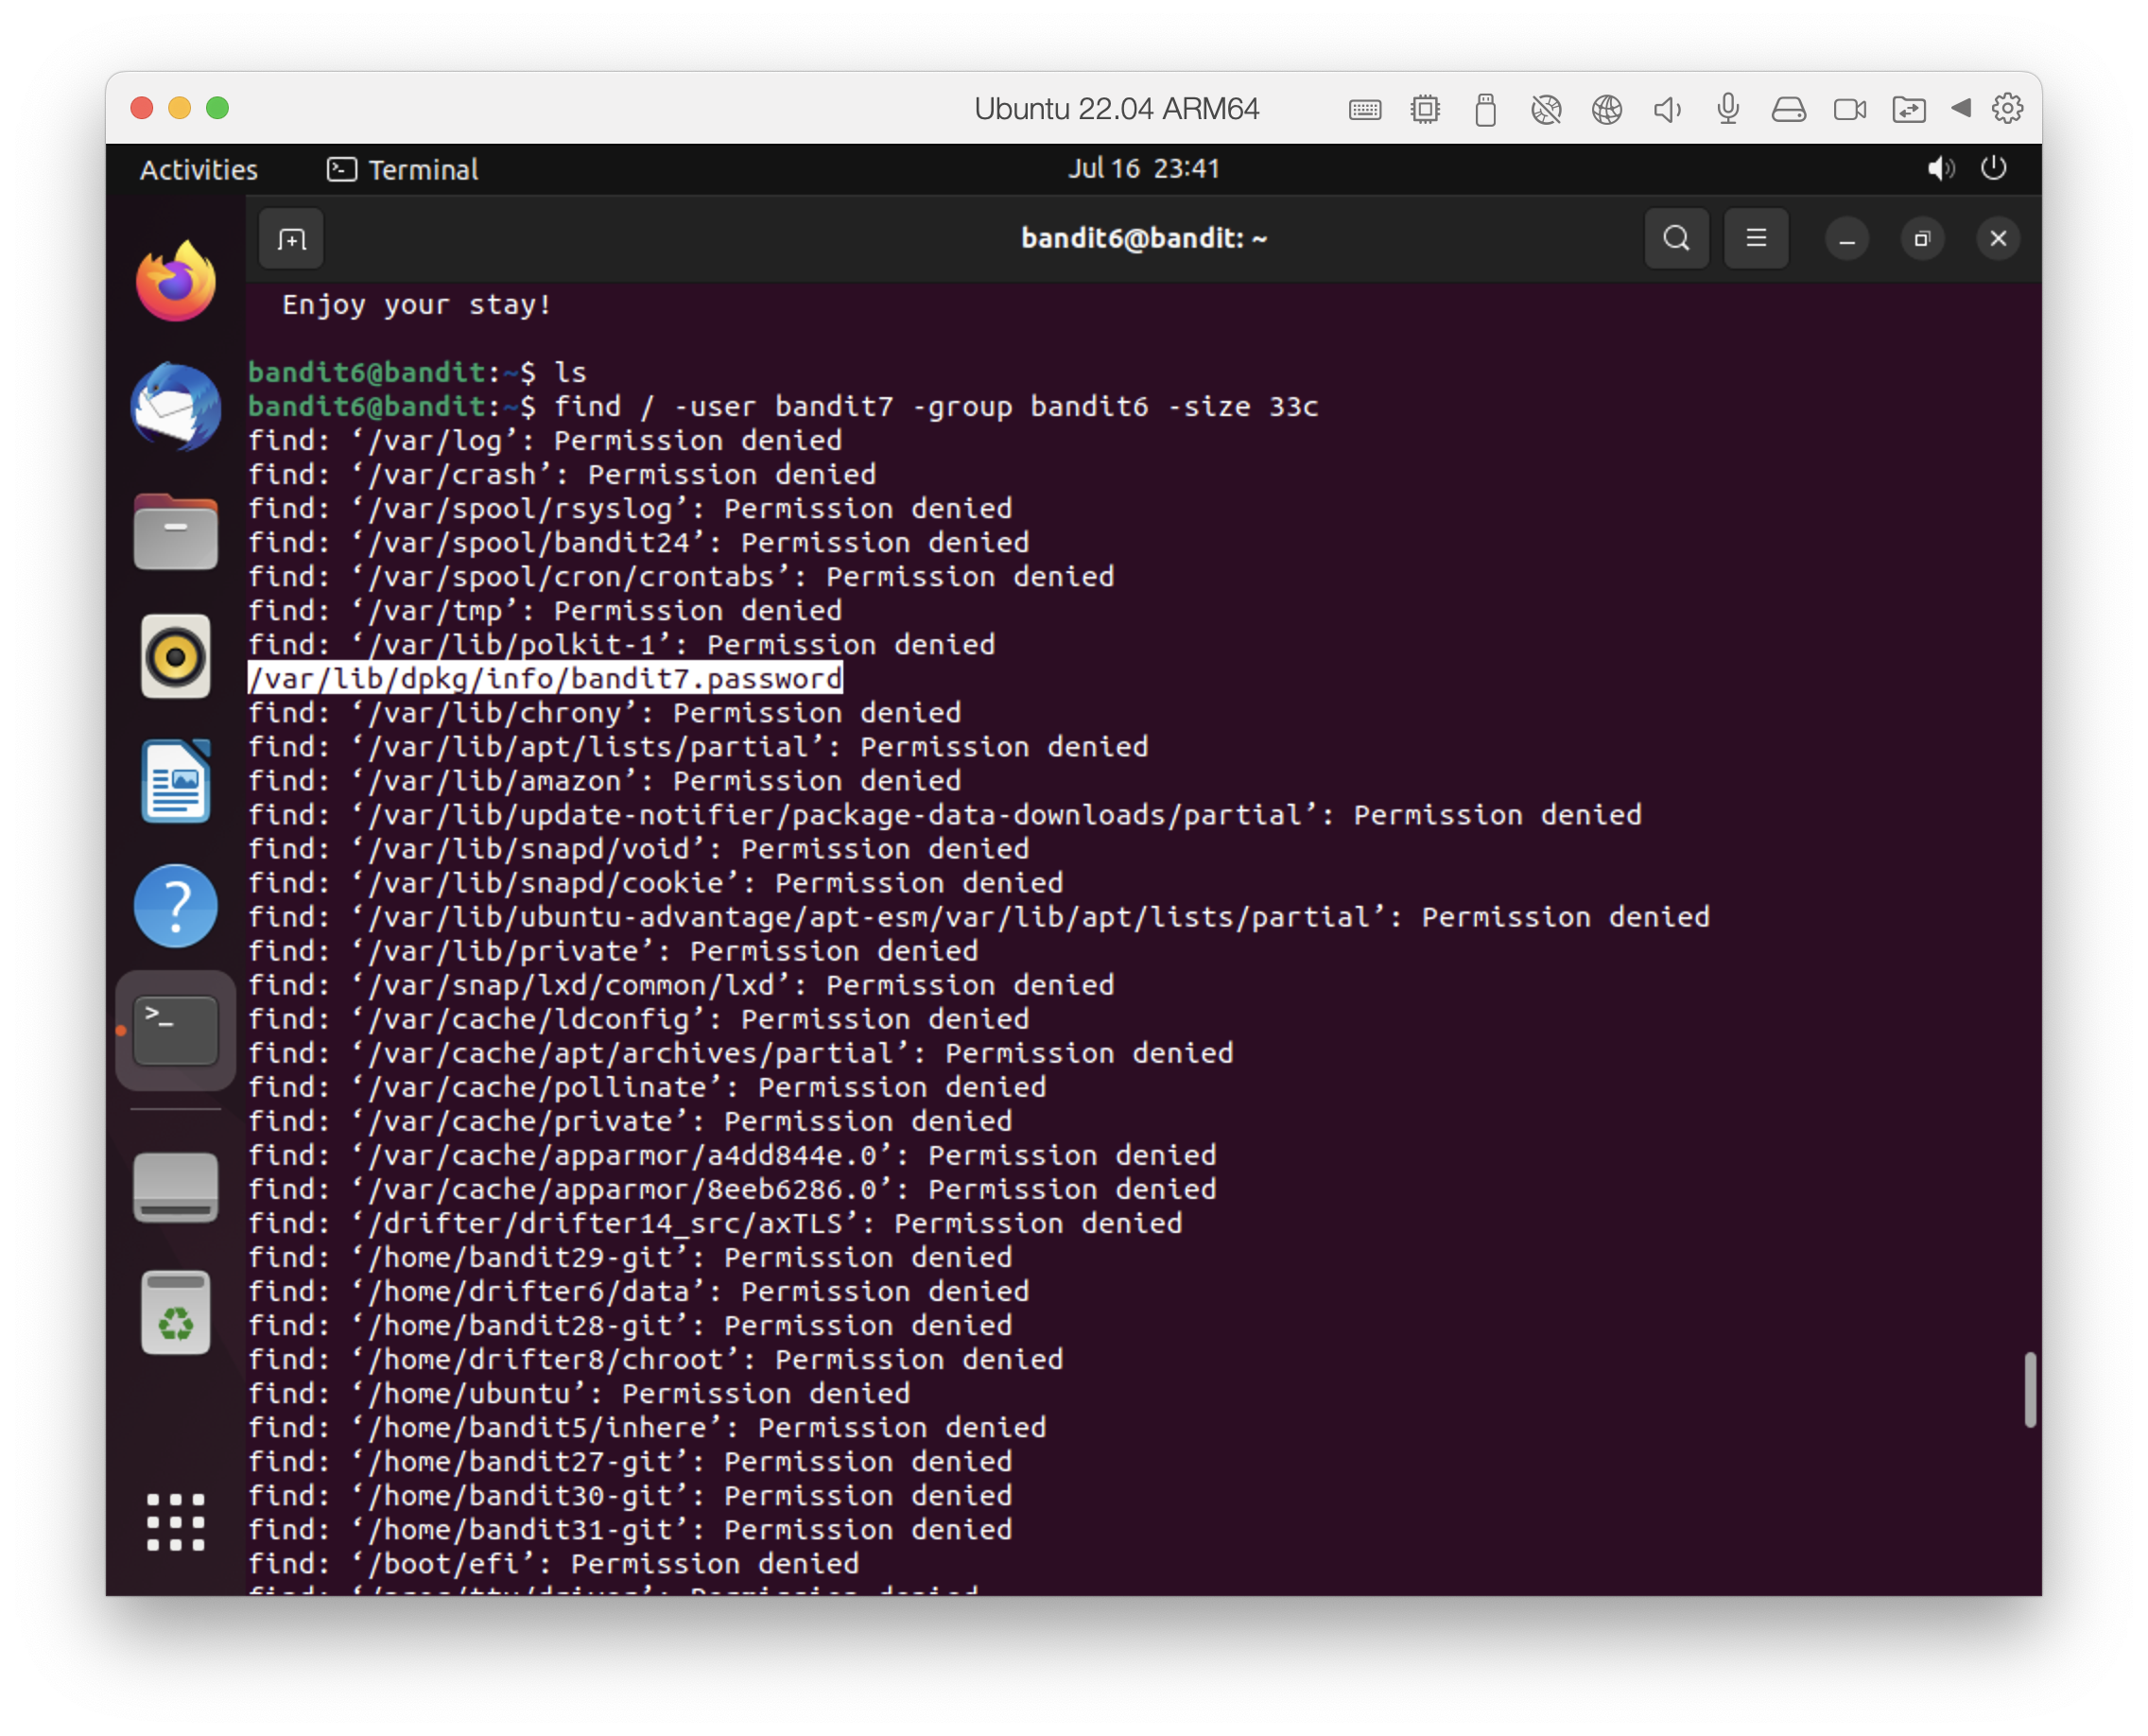 Ubuntu 22.04 ARM64
Activities
Terminal
Jul 16 23:41
bandit6@bandit: ~
Enjoy your stay!
bandit6@bandit:~$ ls
bandit6@bandit:~$ find / -user bandit7 -group bandit6 -size 33c
find: ‘/var/log’: Permission denied
find: ‘/var/crash’: Permission denied
find: ‘/var/spool/rsyslog’: Permission denied
find: ‘/var/spool/bandit24’: Permission denied
find: ‘/var/spool/cron/crontabs’: Permission denied
find: ‘/var/tmp’: Permission denied
find: ‘/var/lib/polkit-1’: Permission denied
/var/lib/dpkg/info/bandit7.password
find: ‘/var/lib/chrony’: Permission denied
find: ‘/var/lib/apt/lists/partial’: Permission denied
find: ‘/var/lib/amazon’: Permission denied
find: ‘/var/lib/update-notifier/package-data-downloads/partial’: Permission denied
find: ‘/var/lib/snapd/void’: Permission denied
find: ‘/var/lib/snapd/cookie’: Permission denied
find: ‘/var/lib/ubuntu-advantage/apt-esm/var/lib/apt/lists/partial’: Permission denied
find: ‘/var/lib/private’: Permission denied
find: ‘/var/snap/lxd/common/lxd’: Permission denied
find: ‘/var/cache/ldconfig’: Permission denied
find: ‘/var/cache/apt/archives/partial’: Permission denied
find: ‘/var/cache/pollinate’: Permission denied
find: ‘/var/cache/private’: Permission denied
find: ‘/var/cache/apparmor/a4dd844e.0’: Permission denied
find: ‘/var/cache/apparmor/8eeb6286.0’: Permission denied
find: ‘/drifter/drifter14_src/axTLS’: Permission denied
find: ‘/home/bandit29-git’: Permission denied
find: ‘/home/drifter6/data’: Permission denied
find: ‘/home/bandit28-git’: Permission denied
find: ‘/home/drifter8/chroot’: Permission denied
find: ‘/home/ubuntu’: Permission denied
find: ‘/home/bandit5/inhere’: Permission denied
find: ‘/home/bandit27-git’: Permission denied
find: ‘/home/bandit30-git’: Permission denied
find: ‘/home/bandit31-git’: Permission denied
find: ‘/boot/efi’: Permission denied